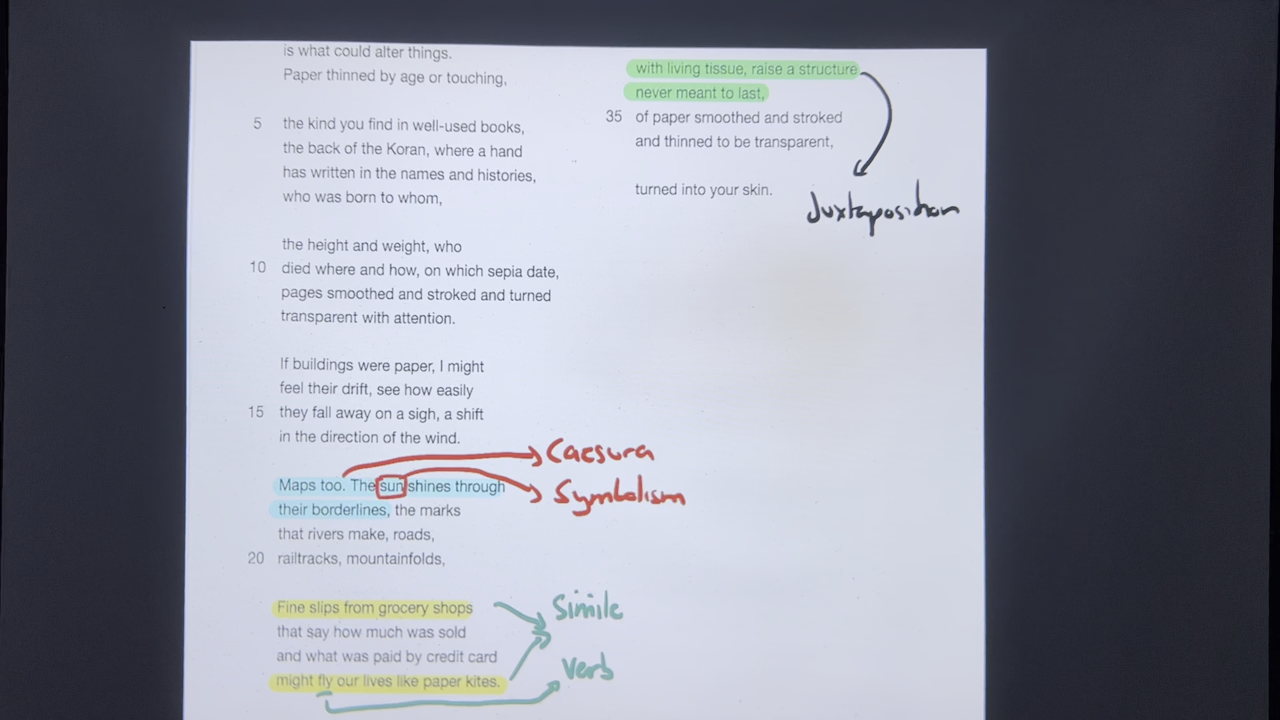 is what could alter things.
Paper thinned by age or touching,
5 the kind you find in well-used books,
the back of the Koran, where a hand
has written in the names and histories,
who was born to whom,
the height and weight, who
10 died where and how, on which sepia date,
pages smoothed and stroked and turned
transparent with attention.
If buildings were paper, I might
feel their drift, see how easily
15 they fall away on a sigh, a shift
in the direction of the wind.
Maps too. The sun shines through
their borderlines, the marks
that rivers make, roads,
20 railtracks, mountainfolds,
Fine slips from grocery shops
that say how much was sold
and what was paid by credit card
might fly our lives like paper kites.
Caesura
Symbolism
Simile
Verb
with living tissue, raise a structure
never meant to last,
35 of paper smoothed and stroked
and thinned to be transparent,
turned into your skin.
Juxtaposition